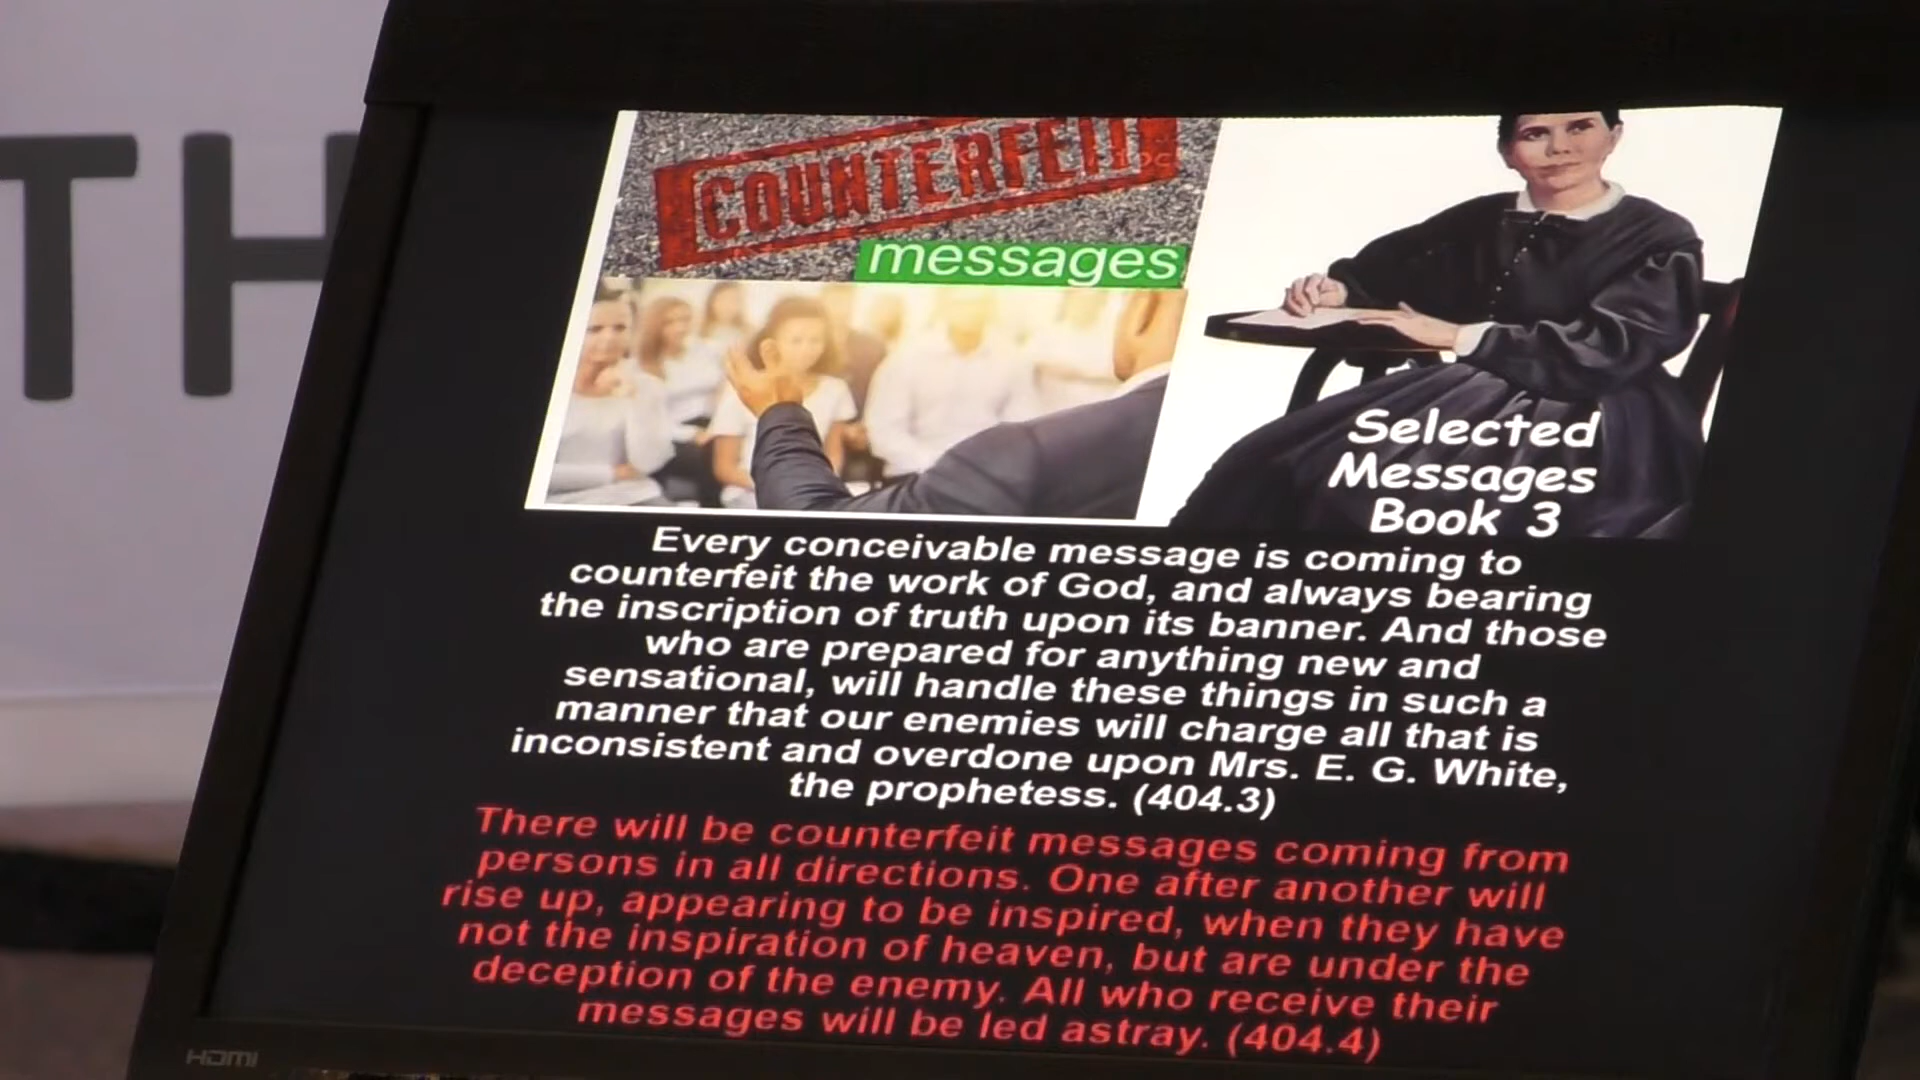 TH
COUNTERFEIT
messages
Selected
Messages
Book 3
Every conceivable message is coming to
counterfeit the work of God, and always bearing
the inscription of truth upon its banner. And those
who are prepared for anything new and
sensational, will handle these things in such a
manner that our enemies will charge all that is
inconsistent and overdone upon Mrs. E. G. White,
the prophetess. (404.3)
There will be counterfeit messages coming from
persons in all directions. One after another will
rise up, appearing to be inspired, when they have
not the inspiration of heaven, but are under the
deception of the enemy. All who receive their
messages will be led astray. (404.4)
HDMI